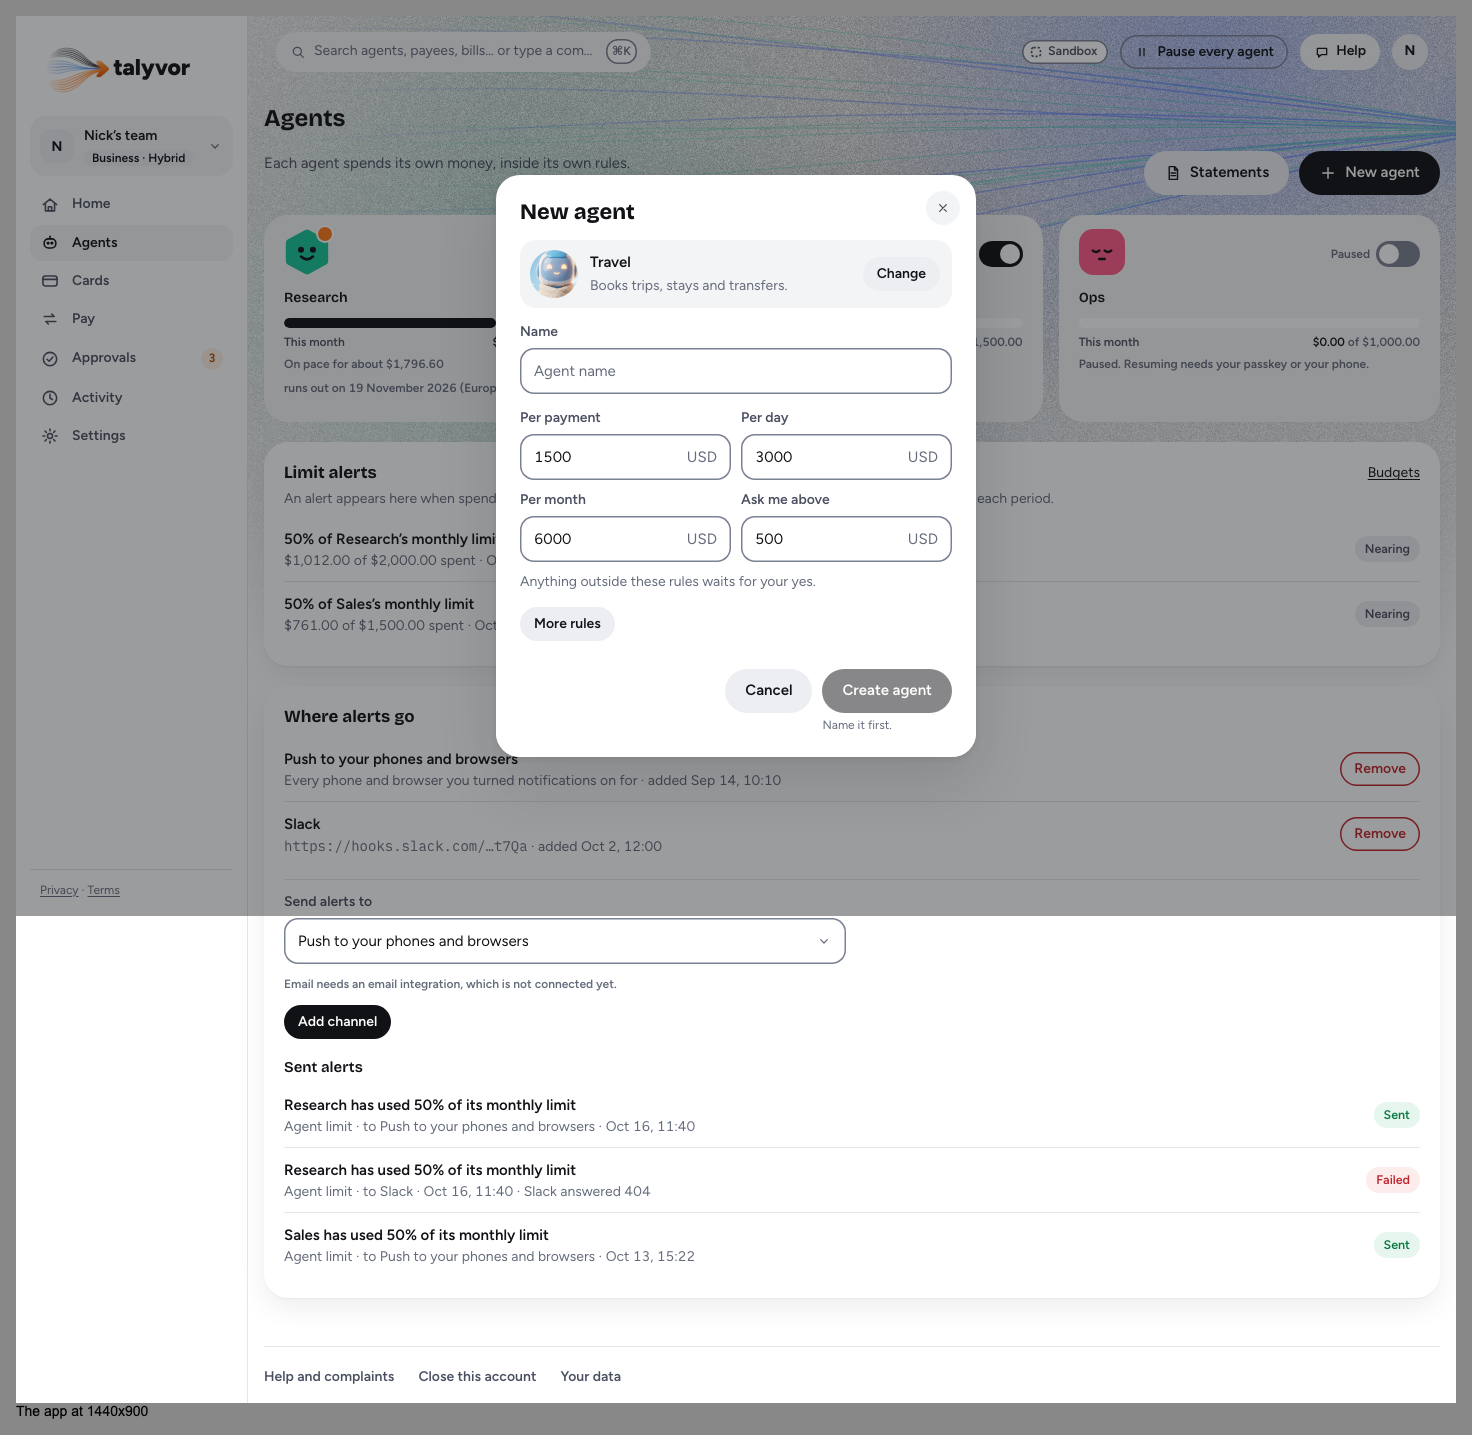 talyvor
Search agents, payees, bills... or type a com...
⌘K
Sandbox
Pause every agent
Help
N
N
Nick's team
Business · Hybrid
Home
Agents
Cards
Pay
Approvals
3
Activity
Settings
Privacy · Terms
Agents
Each agent spends its own money, inside its own rules.
Statements
New agent
Research
This month
$
On pace for about $1,796.60
runs out on 19 November 2026 (Europ
1,500.00
Paused
Ops
This month
$0.00 of $1,000.00
Paused. Resuming needs your passkey or your phone.
New agent
Travel
Books trips, stays and transfers.
Change
Name
Agent name
Per payment
Per day
1500 USD
3000 USD
Per month
Ask me above
6000 USD
500 USD
Anything outside these rules waits for your yes.
More rules
Cancel
Create agent
Name it first.
Limit alerts
Budgets
An alert appears here when spend
each period.
50% of Research's monthly limi
$1,012.00 of $2,000.00 spent · O
Nearing
50% of Sales's monthly limit
$761.00 of $1,500.00 spent · Oct
Nearing
Where alerts go
Push to your phones and browsers
Every phone and browser you turned notifications on for · added Sep 14, 10:10
Remove
Slack
https://hooks.slack.com/…t7Qa · added Oct 2, 12:00
Remove
Send alerts to
Push to your phones and browsers
Email needs an email integration, which is not connected yet.
Add channel
Sent alerts
Research has used 50% of its monthly limit
Agent limit · to Push to your phones and browsers · Oct 16, 11:40
Sent
Research has used 50% of its monthly limit
Agent limit · to Slack · Oct 16, 11:40 · Slack answered 404
Failed
Sales has used 50% of its monthly limit
Agent limit · to Push to your phones and browsers · Oct 13, 15:22
Sent
Help and complaints
Close this account
Your data
The app at 1440x900